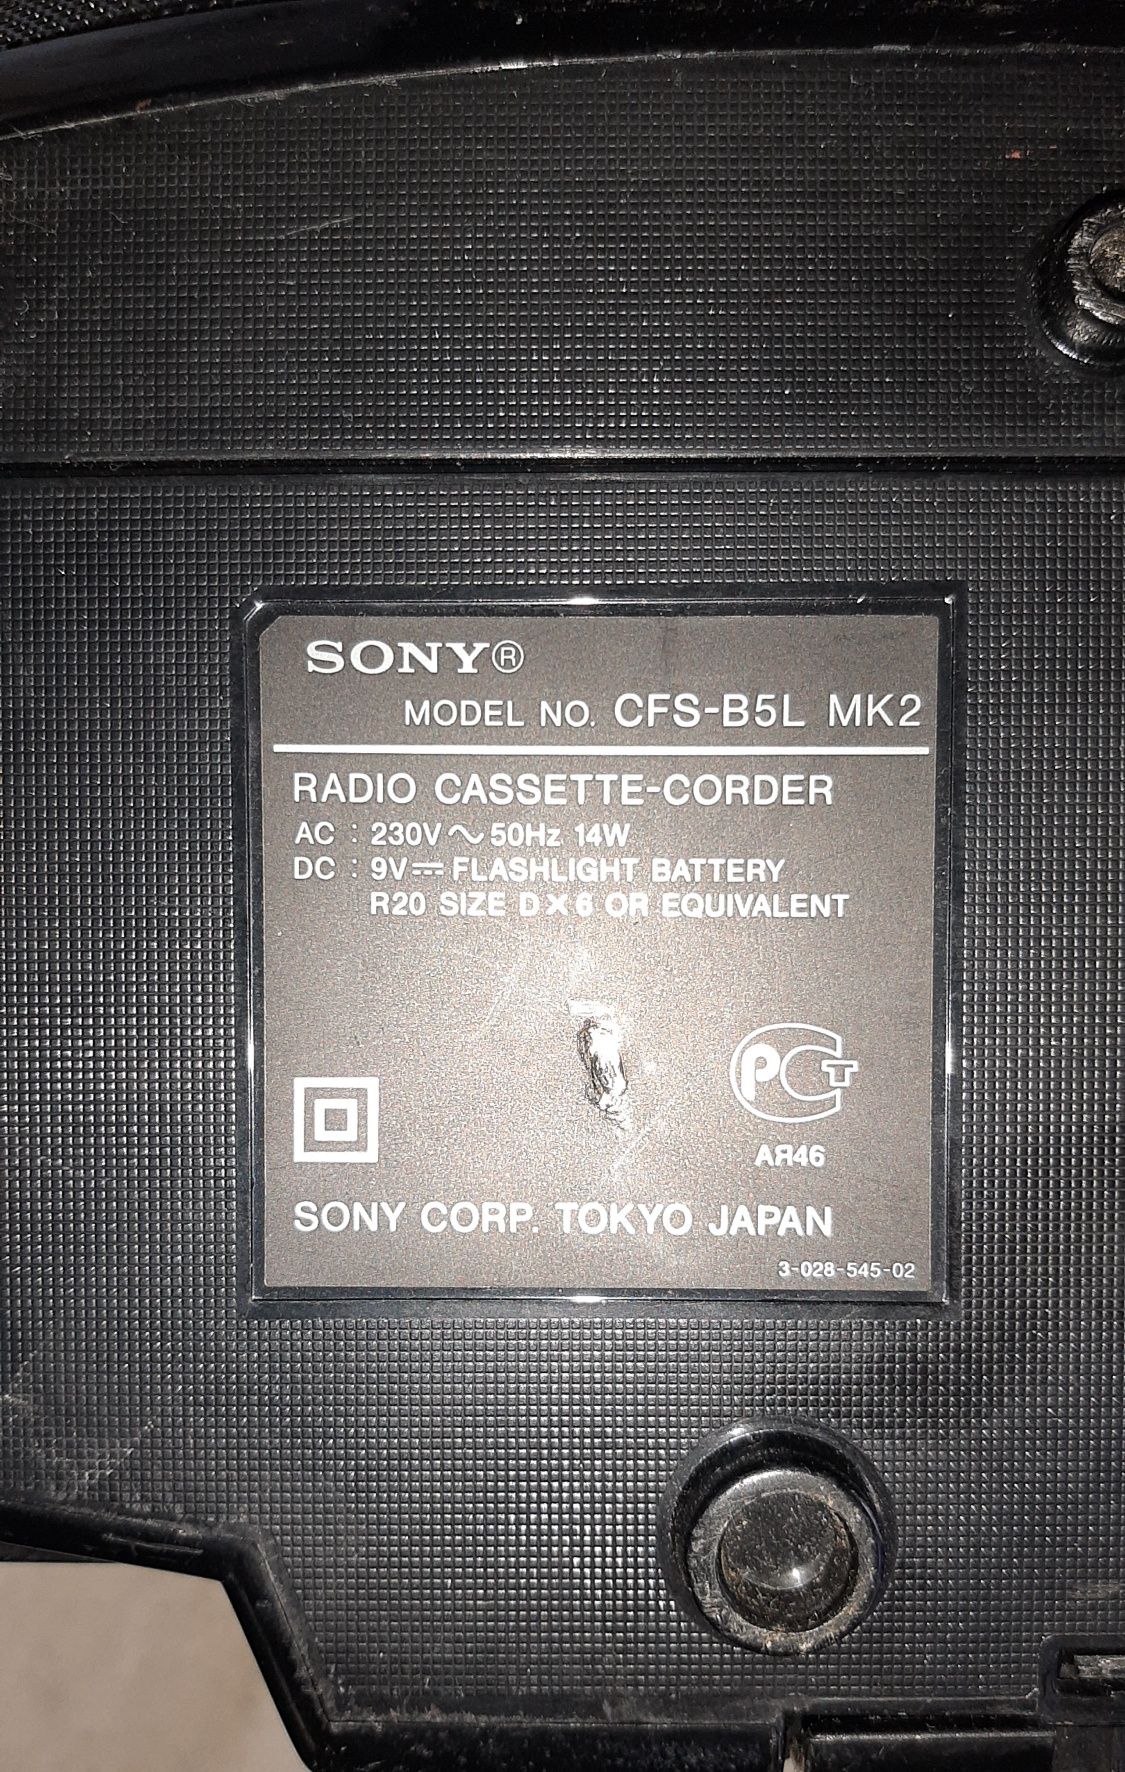 SONY®
MODEL NO. CFS-B5L MK2
RADIO CASSETTE-CORDER
AC : 230V ~ 50Hz 14W
DC : 9V ⎓ FLASHLIGHT BATTERY
R20 SIZE D X 6 OR EQUIVALENT
РСТ
АЯ46
SONY CORP. TOKYO JAPAN
3-028-545-02